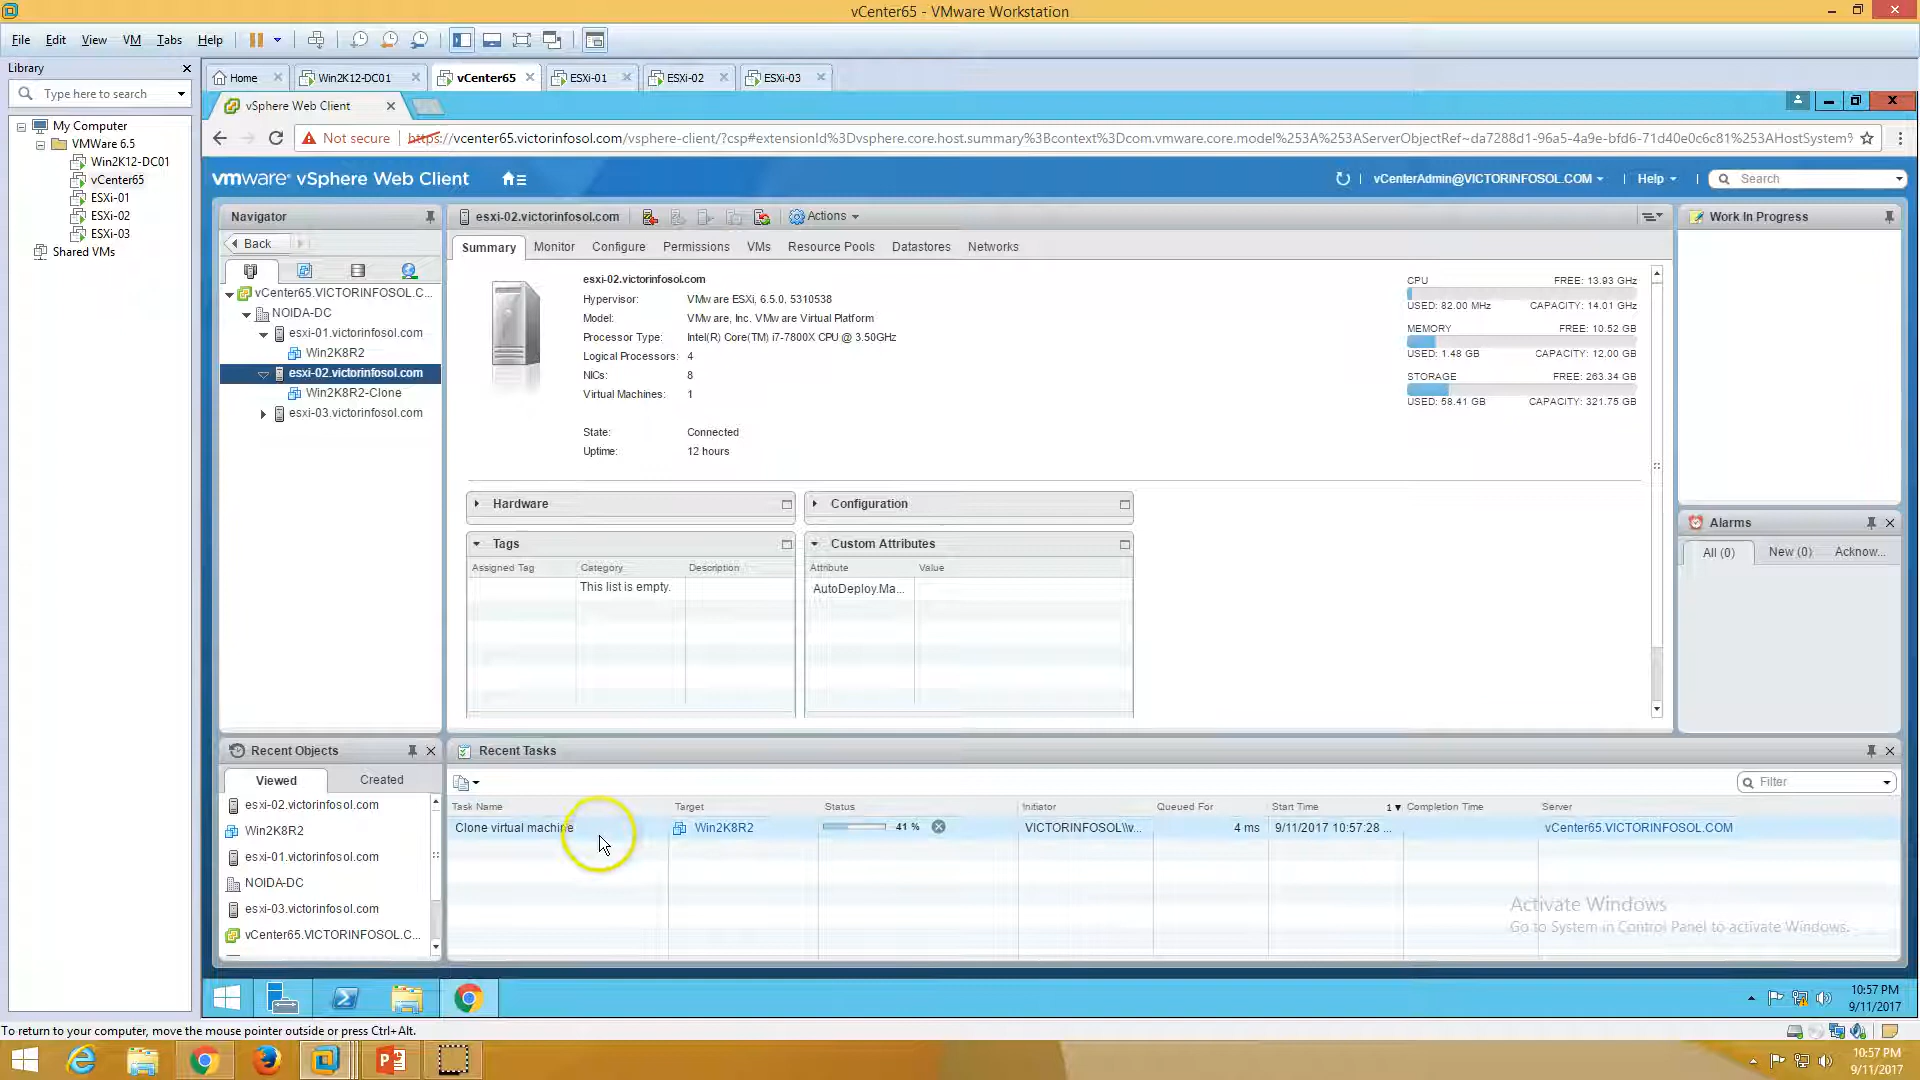 vCenter65 - VMware Workstation
File Edit View VM Tabs Help
Library
Type here to search
My Computer
VMWare 6.5
Win2K12-DC01
vCenter65
ESXi-01
ESXi-02
ESXi-03
Shared VMs
Home Win2K12-DC01 vCenter65 ESXi-01 ESXi-02 ESXi-03
vSphere Web Client
Not secure https://vcenter65.victorinfosol.com/vsphere-client/?csp#extensionId%3Dvsphere.core.host.summary%3Bcontext%3Dcom.vmware.core.model%253A%253AServerObjectRef~da7288d1-96a5-4a9e-bfd6-71d40e0c6c81%253AHostSystem%
vmware® vSphere Web Client
vCenterAdmin@VICTORINFOSOL.COM Help Search
Navigator
Back
vCenter65.VICTORINFOSOL.C...
NOIDA-DC
esxi-01.victorinfosol.com
Win2K8R2
esxi-02.victorinfosol.com
Win2K8R2-Clone
esxi-03.victorinfosol.com
esxi-02.victorinfosol.com Actions
Summary Monitor Configure Permissions VMs Resource Pools Datastores Networks
esxi-02.victorinfosol.com
Hypervisor: VMware ESXi, 6.5.0, 5310538
Model: VMware, Inc. VMware Virtual Platform
Processor Type: Intel(R) Core(TM) i7-7800X CPU @ 3.50GHz
Logical Processors: 4
NICs: 8
Virtual Machines: 1
State: Connected
Uptime: 12 hours
CPU FREE: 13.93 GHz
USED: 82.00 MHz CAPACITY: 14.01 GHz
MEMORY FREE: 10.52 GB
USED: 1.48 GB CAPACITY: 12.00 GB
STORAGE FREE: 263.34 GB
USED: 58.41 GB CAPACITY: 321.75 GB
Hardware
Configuration
Tags
Assigned Tag Category Description
This list is empty.
Custom Attributes
Attribute Value
AutoDeploy.Ma...
Work In Progress
Alarms
All (0) New (0) Acknow...
Recent Objects
Viewed Created
esxi-02.victorinfosol.com
Win2K8R2
esxi-01.victorinfosol.com
NOIDA-DC
esxi-03.victorinfosol.com
vCenter65.VICTORINFOSOL.C...
Recent Tasks
Filter
Task Name Target Status Initiator Queued For Start Time 1 Completion Time Server
Clone virtual machine Win2K8R2 41 % VICTORINFOSOL\\v... 4 ms 9/11/2017 10:57:28 ... vCenter65.VICTORINFOSOL.COM
Activate Windows
Go to System in Control Panel to activate Windows.
10:57 PM
9/11/2017
To return to your computer, move the mouse pointer outside or press Ctrl+Alt.
10:57 PM
9/11/2017